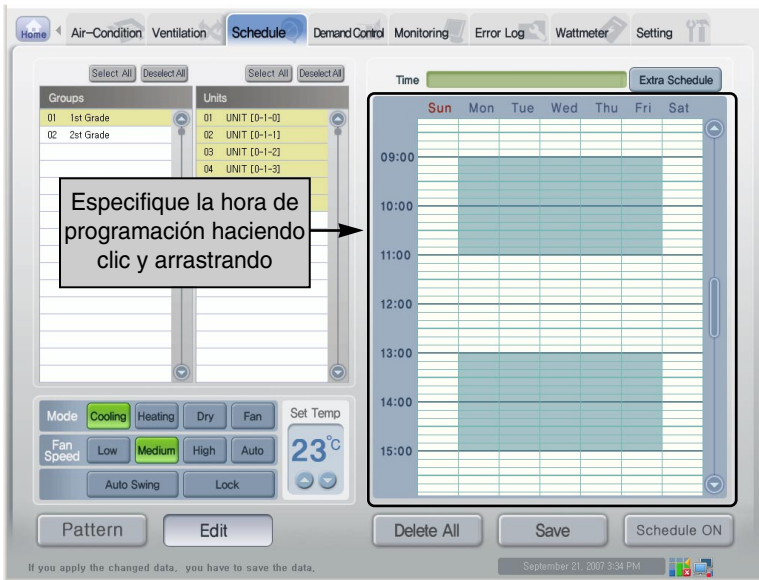 Home Air-Condition Ventilation Schedule Demand Control Monitoring Error Log Wattmeter Setting
Select All Deselect All Select All Deselect All
Groups Units
01 1st Grade
02 2st Grade
01 UNIT [0-1-0]
02 UNIT [0-1-1]
03 UNIT [0-1-2]
04 UNIT [0-1-3]
Especifique la hora de
programación haciendo
clic y arrastrando
Mode Cooling Heating Dry Fan
Fan
Speed Low Medium High Auto
Auto Swing Lock
Set Temp
23°C
Pattern Edit
Time Extra Schedule
Sun Mon Tue Wed Thu Fri Sat
09:00
10:00
11:00
12:00
13:00
14:00
15:00
Delete All Save Schedule ON
If you apply the changed data, you have to save the data,
September 21, 2007 3:34 PM